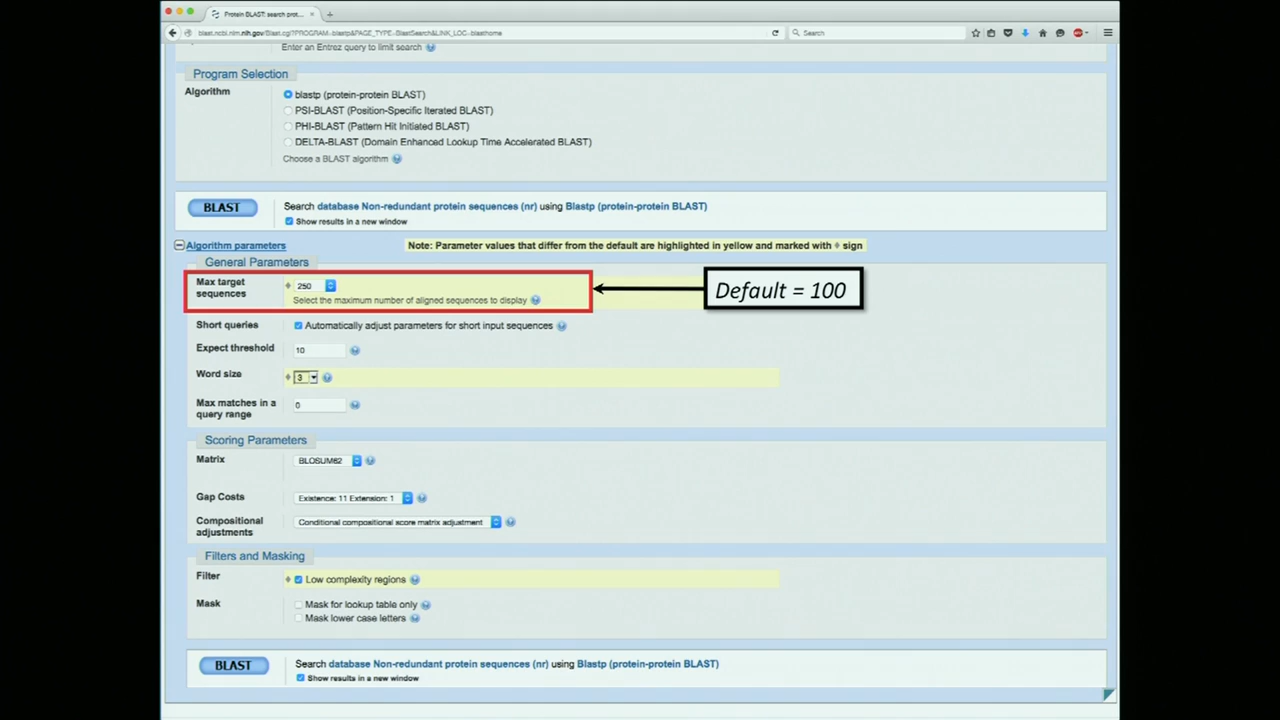 Protein BLAST: search prot...
blast.ncbi.nlm.nih.gov/Blast.cgi?PROGRAM=blastp&PAGE_TYPE=BlastSearch&LINK_LOC=blasthome
Search
Enter an Entrez query to limit search
Program Selection
Algorithm
blastp (protein-protein BLAST)
PSI-BLAST (Position-Specific Iterated BLAST)
PHI-BLAST (Pattern Hit Initiated BLAST)
DELTA-BLAST (Domain Enhanced Lookup Time Accelerated BLAST)
Choose a BLAST algorithm
BLAST
Search database Non-redundant protein sequences (nr) using Blastp (protein-protein BLAST)
Show results in a new window
Algorithm parameters
Note: Parameter values that differ from the default are highlighted in yellow and marked with ♦ sign
General Parameters
Max target sequences
250
Select the maximum number of aligned sequences to display
Default = 100
Short queries
Automatically adjust parameters for short input sequences
Expect threshold
10
Word size
3
Max matches in a query range
0
Scoring Parameters
Matrix
BLOSUM62
Gap Costs
Existence: 11 Extension: 1
Compositional adjustments
Conditional compositional score matrix adjustment
Filters and Masking
Filter
Low complexity regions
Mask
Mask for lookup table only
Mask lower case letters
BLAST
Search database Non-redundant protein sequences (nr) using Blastp (protein-protein BLAST)
Show results in a new window